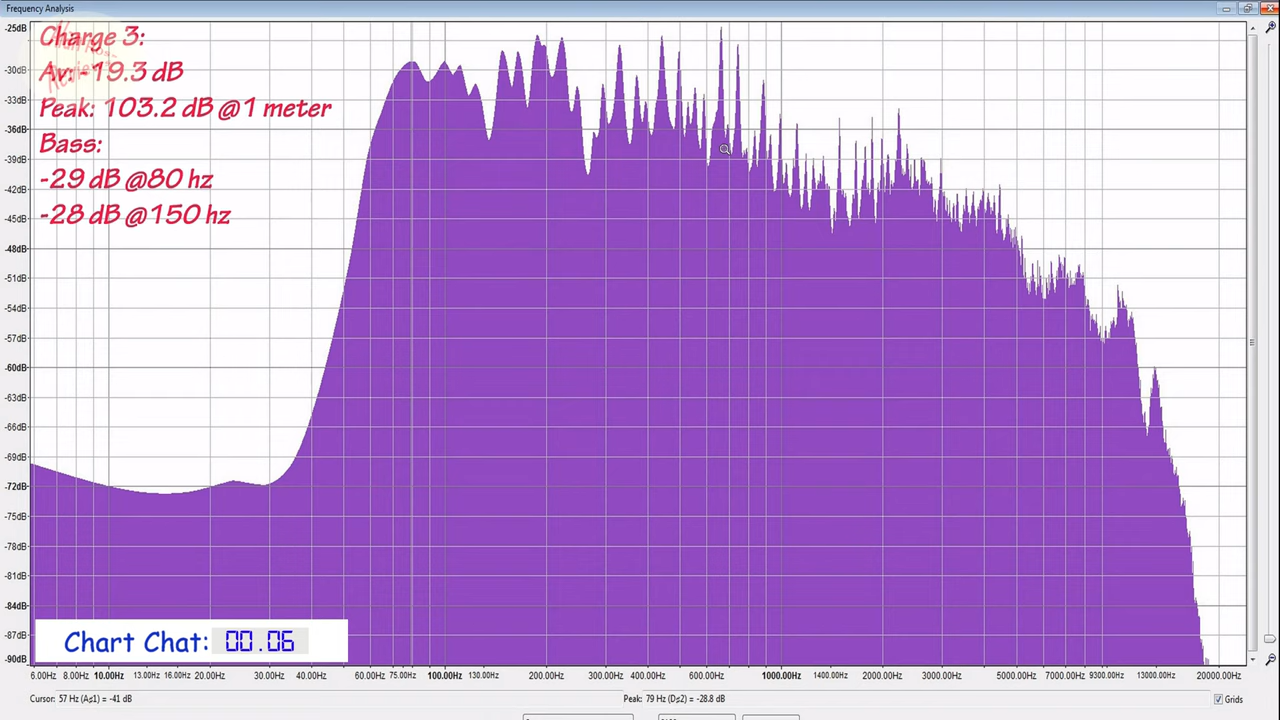 Frequency Analysis
Charge 3:
Av: -19.3 dB
Peak: 103.2 dB @1 meter
Bass:
-29 dB @80 hz
-28 dB @150 hz
-25dB
-30dB
-33dB
-36dB
-39dB
-42dB
-45dB
-48dB
-51dB
-54dB
-57dB
-60dB
-63dB
-66dB
-69dB
-72dB
-75dB
-78dB
-81dB
-84dB
-87dB
-90dB
Chart Chat: 00.06
6.00Hz 7.00Hz 10.00Hz 13.00Hz 16.00Hz 20.00Hz 30.00Hz 40.00Hz 60.00Hz 75.00Hz 100.00Hz 130.00Hz 200.00Hz 300.00Hz 400.00Hz 600.00Hz 1000.00Hz 1400.00Hz 2000.00Hz 3000.00Hz 5000.00Hz 7000.00Hz 9300.00Hz 13000.00Hz 20000.00Hz
Cursor: 57 Hz (A♯1) = -41 dB Peak: 79 Hz (D♯2) = -28.8 dB Grids